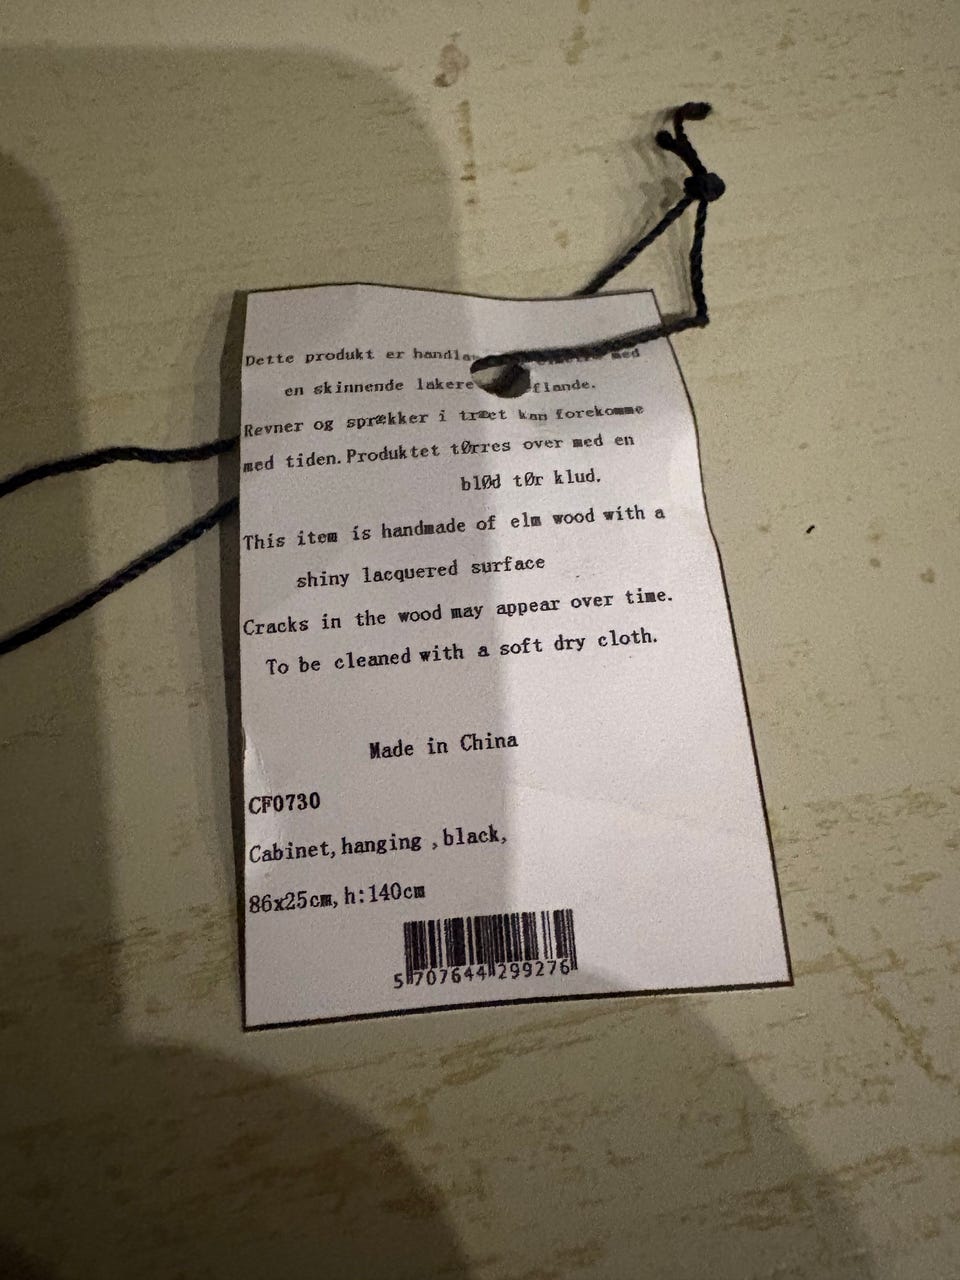 Dette produkt er med
en skinnende lakere flande.
Revner og sprækker i træet kan forekomme
med tiden.Produktet tØrres over med en
blØd tØr klud.
This item is handmade of elm wood with a
shiny lacquered surface
Cracks in the wood may appear over time.
To be cleaned with a soft dry cloth.
Made in China
CF0730
Cabinet,hanging ,black,
86x25cm,h:140cm
5 707644 299276